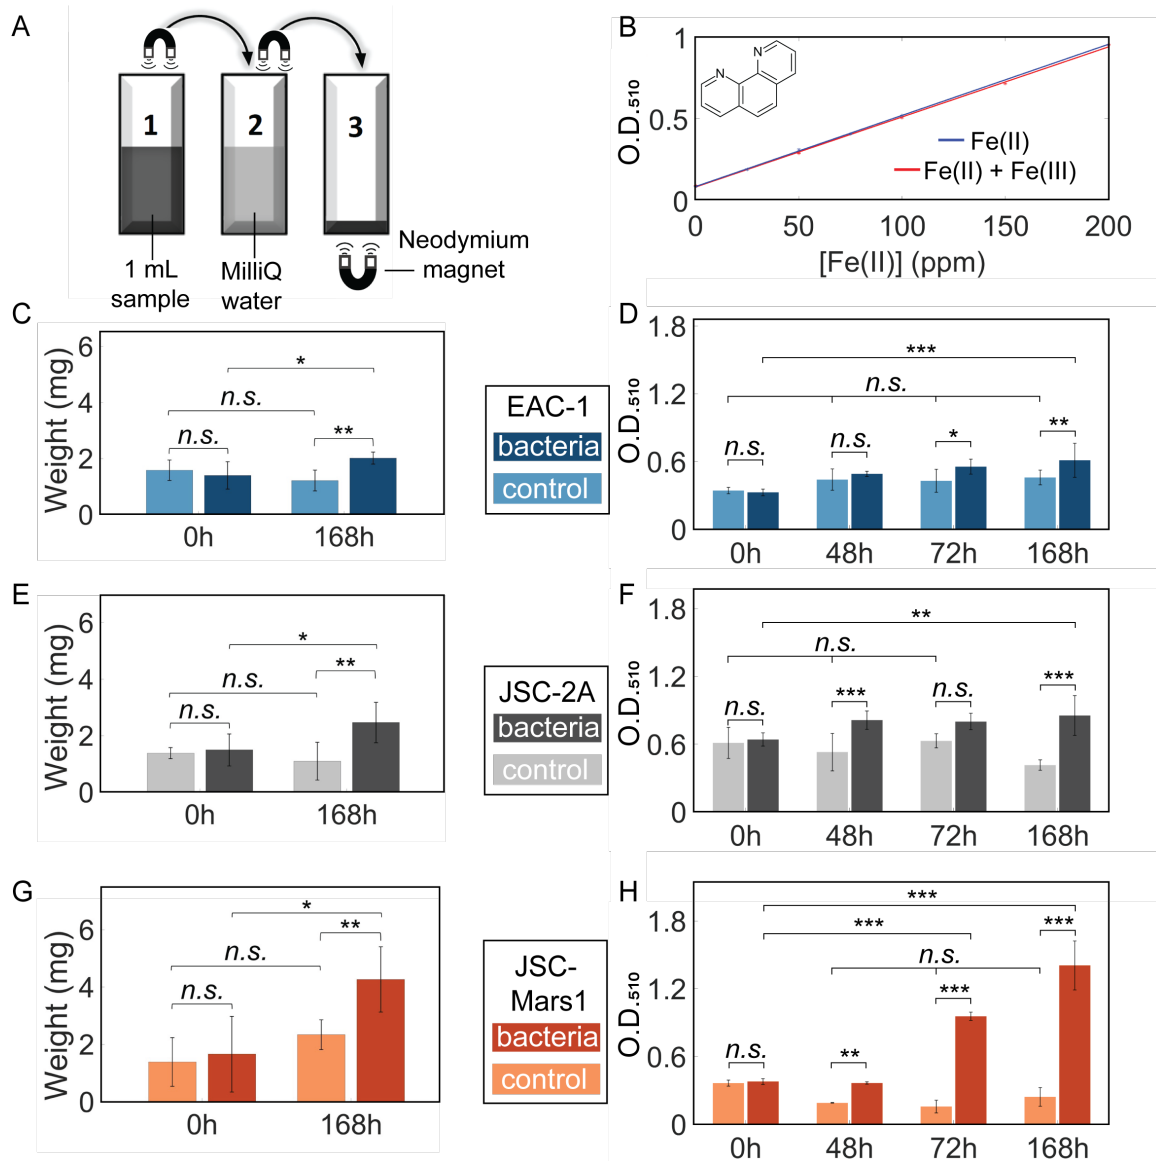 A
1
2
3
1 mL
sample
MilliQ
water
Neodymium
magnet
B
O.D.510
1
0.5
0
N
N
Fe(II)
Fe(II) + Fe(III)
0
50
100
150
200
[Fe(II)] (ppm)
C
Weight (mg)
6
4
2
0
*
n.s.
n.s.
**
0h
168h
EAC-1
bacteria
control
D
O.D.510
1.8
1.2
0.6
0
***
n.s.
n.s.
n.s.
*
**
0h
48h
72h
168h
E
Weight (mg)
6
4
2
0
*
**
n.s.
n.s.
0h
168h
JSC-2A
bacteria
control
F
O.D.510
1.8
1.2
0.6
0
**
n.s.
n.s.
***
n.s.
***
0h
48h
72h
168h
G
Weight (mg)
6
4
2
0
*
**
n.s.
n.s.
0h
168h
JSC-
Mars1
bacteria
control
H
O.D.510
1.8
1.2
0.6
0
***
***
***
n.s.
***
n.s.
**
0h
48h
72h
168h